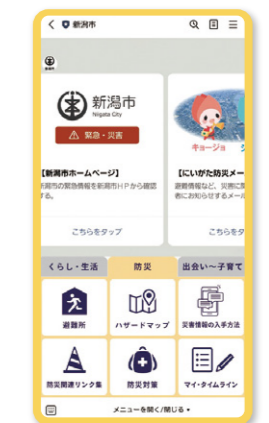 新潟市
新潟市
Niigata City
緊急・災害
キョージョ
【新潟市ホームページ】
新潟市の緊急情報を新潟市HPから確認
する。
こちらをタップ
【にいがた防災メー
避難情報など、災害に関
者にお知らせするメール
こちらをタ
くらし・生活
防災
出会い〜子育て
避難所
ハザードマップ
災害情報の入手方法
防災関連リンク集
防災対策
マイ・タイムライン
メニューを開く/閉じる